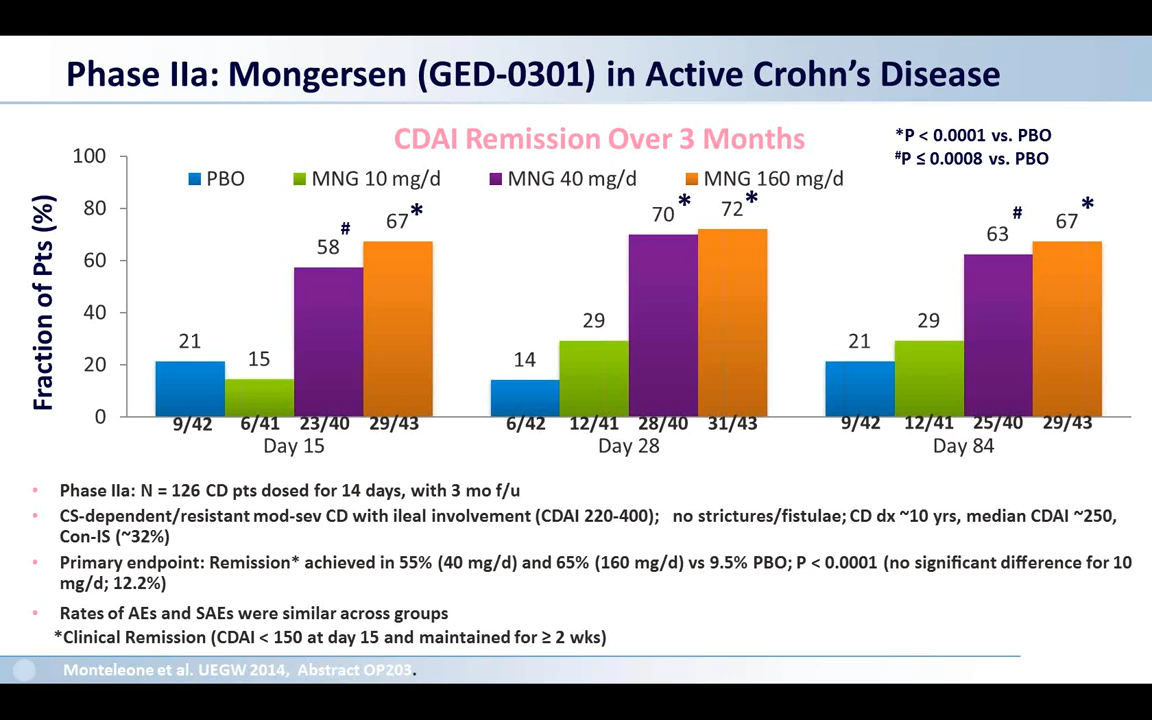 Phase IIa: Mongersen (GED-0301) in Active Crohn’s Disease
CDAI Remission Over 3 Months
*P < 0.0001 vs. PBO
#P ≤ 0.0008 vs. PBO
PBO MNG 10 mg/d MNG 40 mg/d MNG 160 mg/d
Fraction of Pts (%)
100
80
60
40
20
0
21 15 58 # 67 *
14 29 70 * 72 *
21 29 63 # 67 *
9/42 6/41 23/40 29/43 6/42 12/41 28/40 31/43 9/42 12/41 25/40 29/43
Day 15 Day 28 Day 84
• Phase IIa: N = 126 CD pts dosed for 14 days, with 3 mo f/u
• CS-dependent/resistant mod-sev CD with ileal involvement (CDAI 220-400); no strictures/fistulae; CD dx ~10 yrs, median CDAI ~250,
Con-IS (~32%)
• Primary endpoint: Remission* achieved in 55% (40 mg/d) and 65% (160 mg/d) vs 9.5% PBO; P < 0.0001 (no significant difference for 10
mg/d; 12.2%)
• Rates of AEs and SAEs were similar across groups
*Clinical Remission (CDAI < 150 at day 15 and maintained for ≥ 2 wks)
Monteleone et al. UEGW 2014, Abstract OP203.